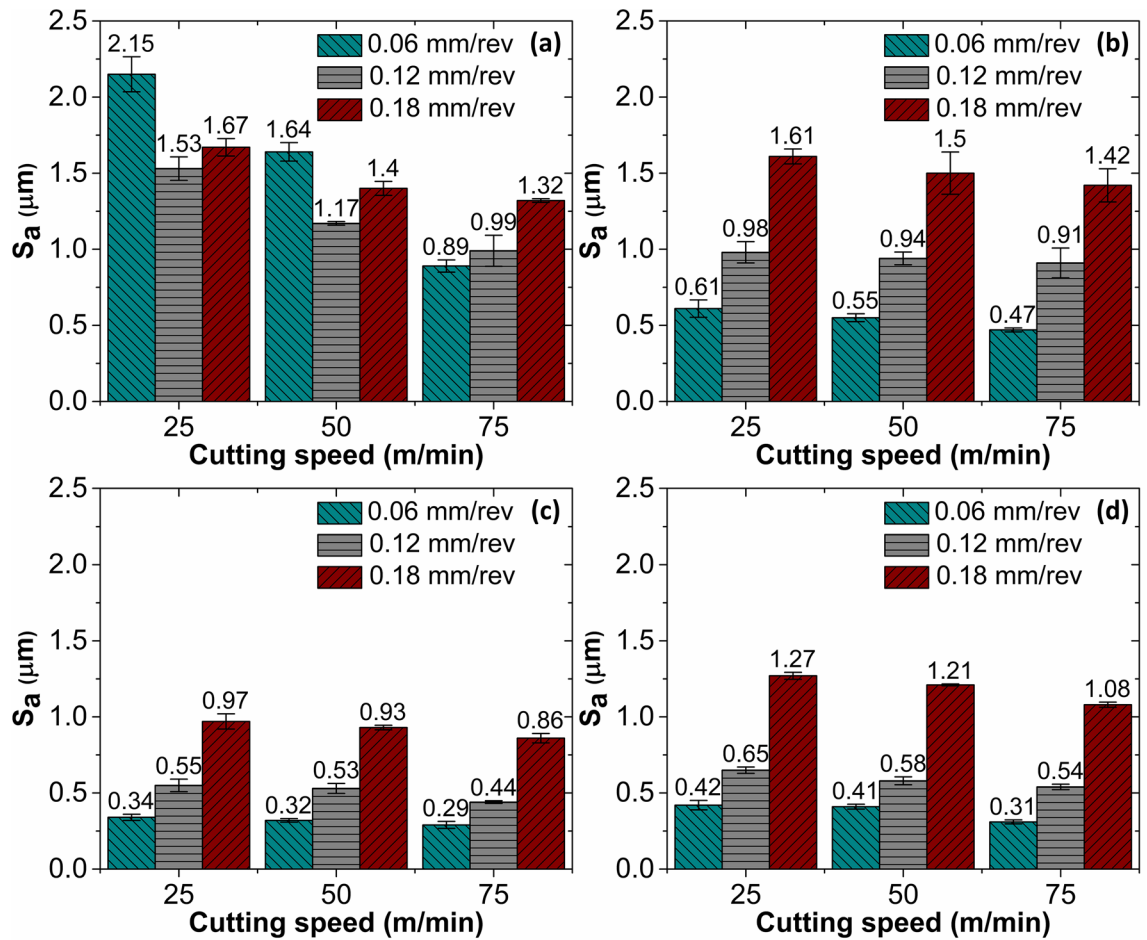 2.5
2.0
1.5
1.0
0.5
0.0
Sa (μm)
0.06 mm/rev
0.12 mm/rev
0.18 mm/rev
(a)
2.15
1.53
1.67
1.64
1.17
1.4
0.89
0.99
1.32
25 50 75
Cutting speed (m/min)
2.5
2.0
1.5
1.0
0.5
0.0
Sa (μm)
0.06 mm/rev
0.12 mm/rev
0.18 mm/rev
(b)
0.61
0.98
1.61
0.55
0.94
1.5
0.47
0.91
1.42
25 50 75
Cutting speed (m/min)
2.5
2.0
1.5
1.0
0.5
0.0
Sa (μm)
0.06 mm/rev
0.12 mm/rev
0.18 mm/rev
(c)
0.34
0.55
0.97
0.32
0.53
0.93
0.29
0.44
0.86
25 50 75
Cutting speed (m/min)
2.5
2.0
1.5
1.0
0.5
0.0
Sa (μm)
0.06 mm/rev
0.12 mm/rev
0.18 mm/rev
(d)
0.42
0.65
1.27
0.41
0.58
1.21
0.31
0.54
1.08
25 50 75
Cutting speed (m/min)